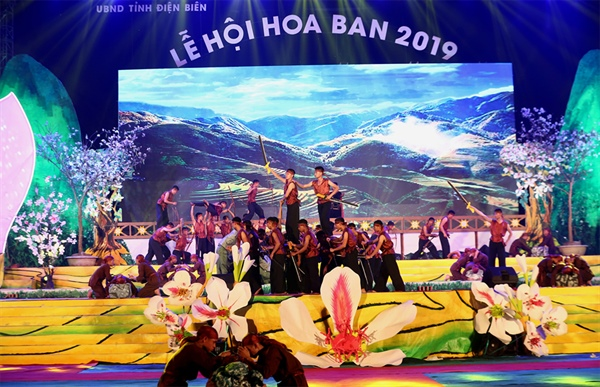 UBND TỈNH ĐIỆN BIÊN
LỄ HỘI HOA BAN 2019